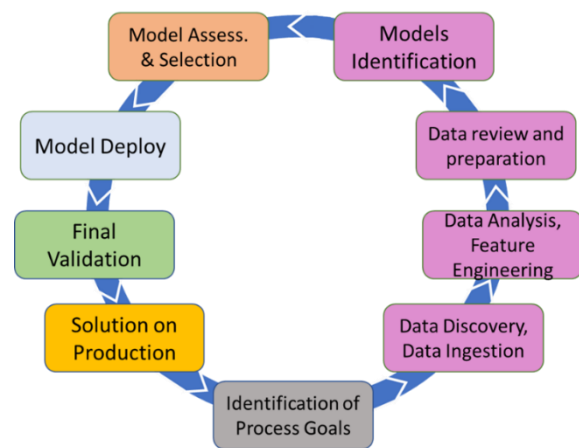 Model Assess.
& Selection
Models
Identification
Model Deploy
Data review and
preparation
Final
Validation
Data Analysis,
Feature
Engineering
Solution on
Production
Data Discovery,
Data Ingestion
Identification of
Process Goals